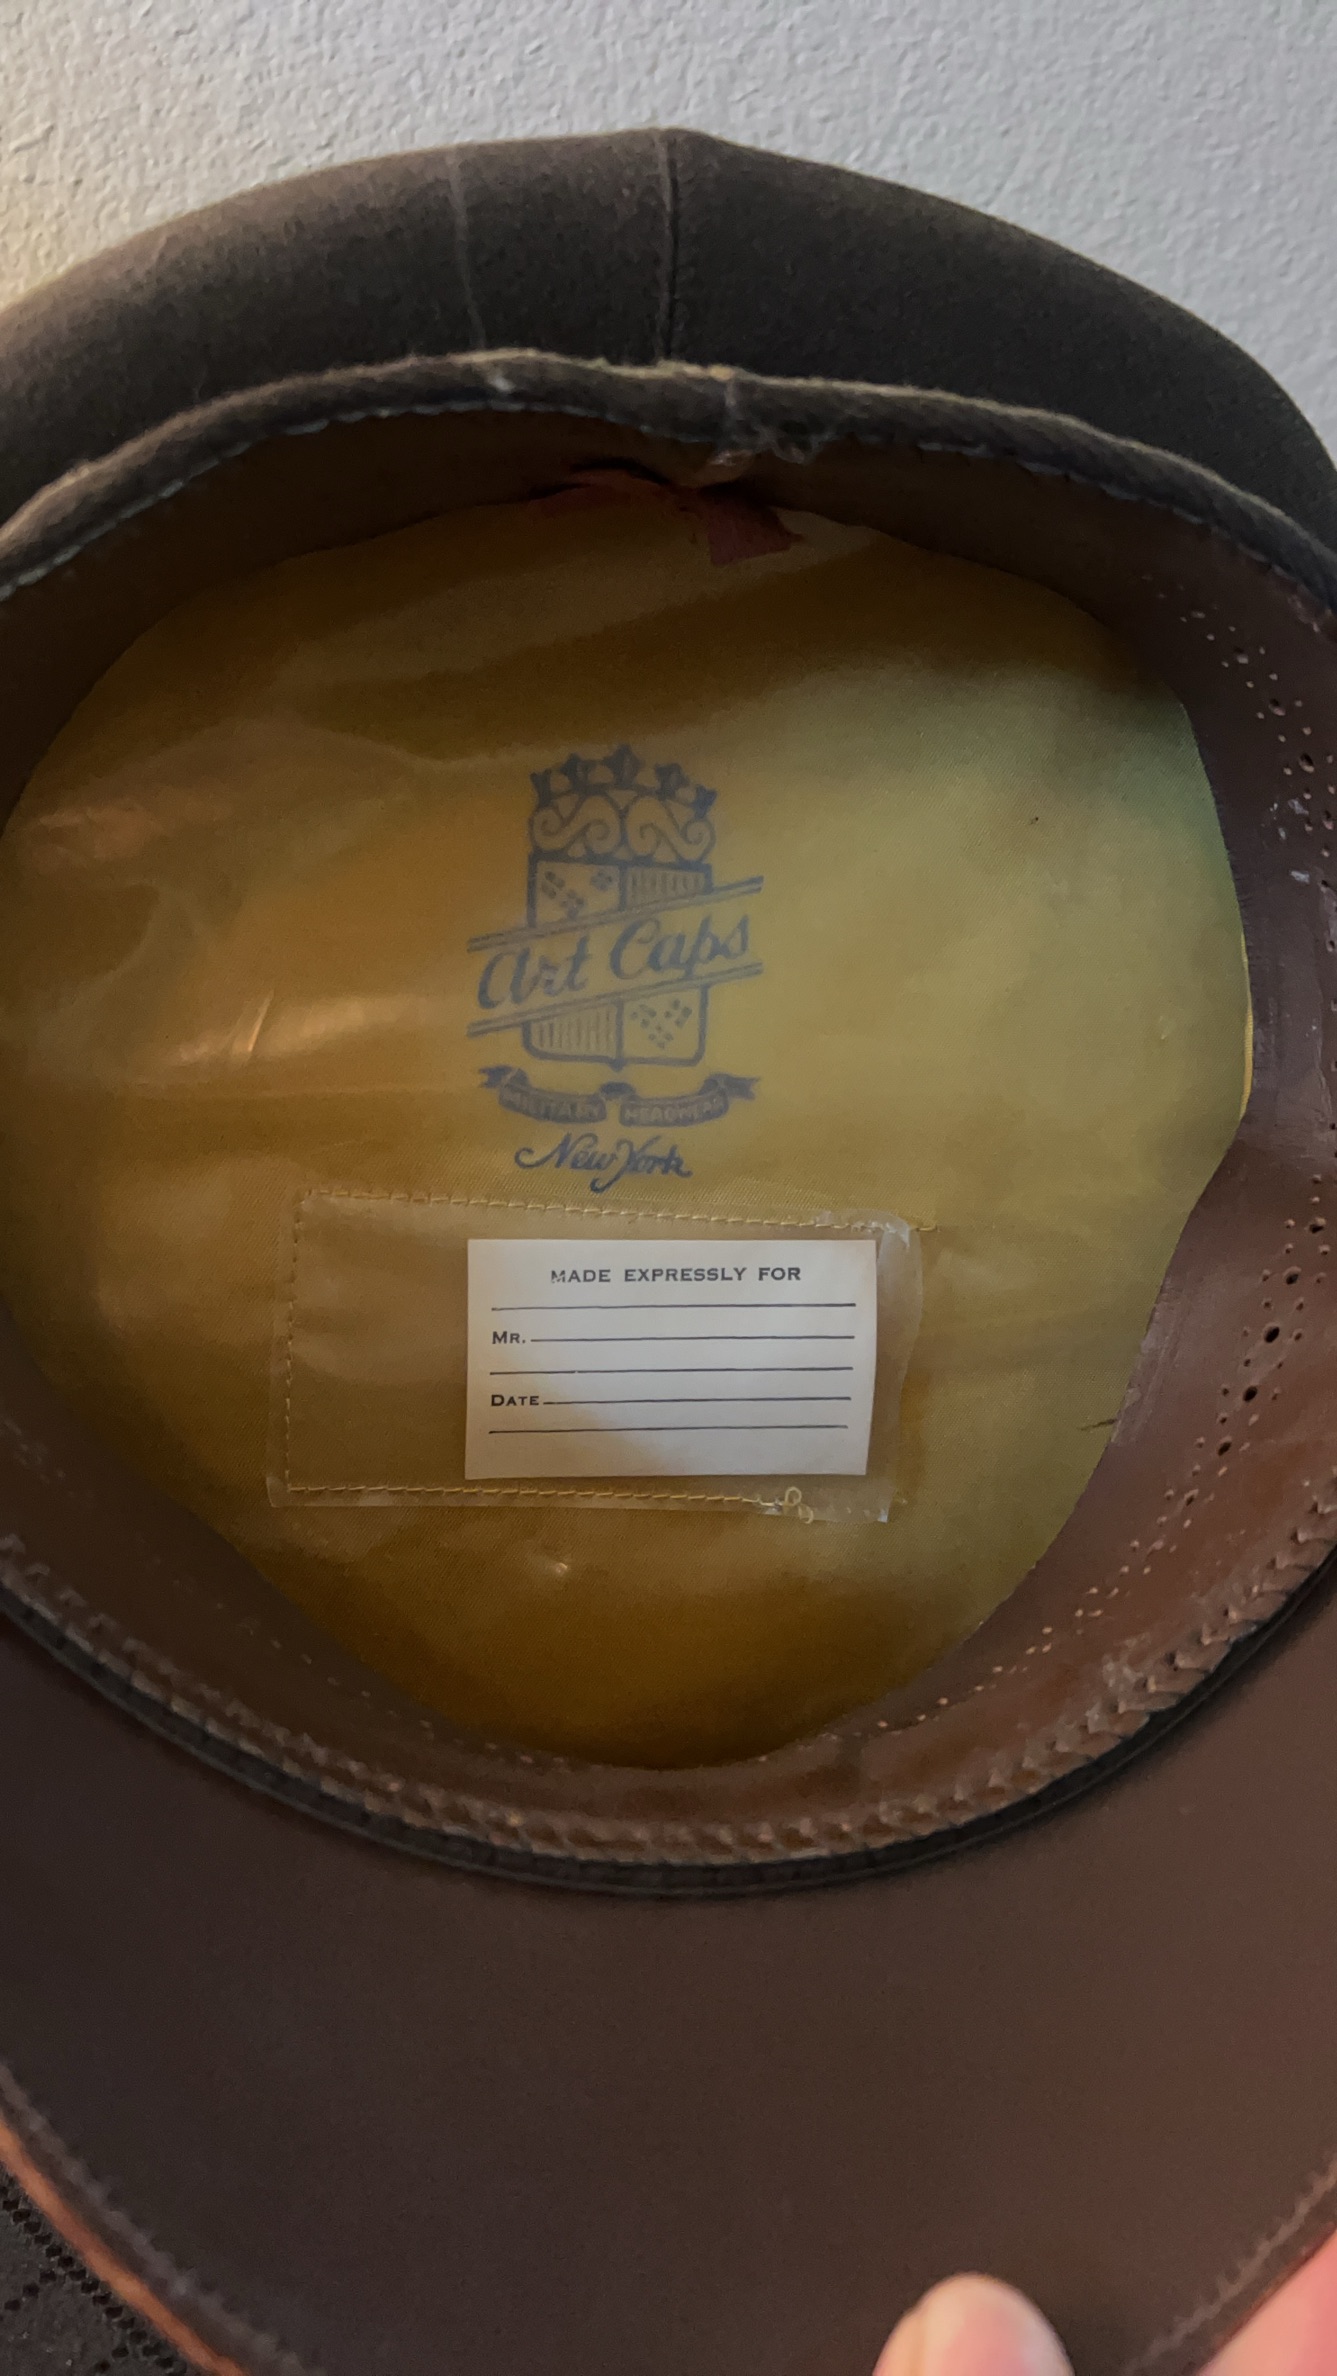 Art Caps
MILITARY HEADWEAR
New York
MADE EXPRESSLY FOR
MR.
DATE